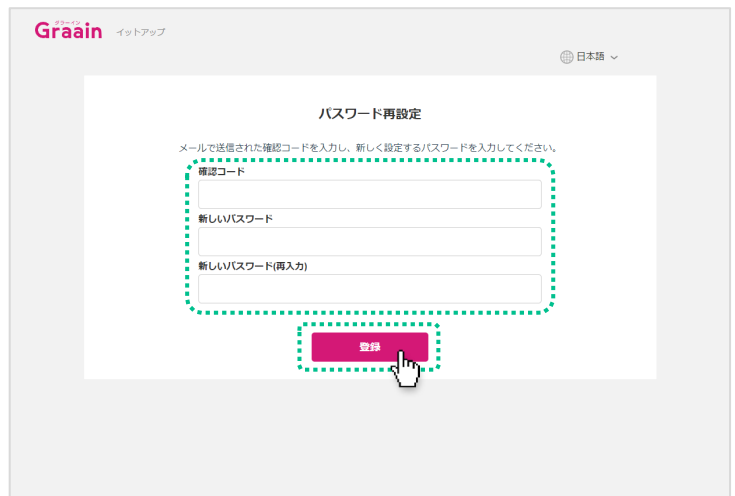 グラーイン
Graain イットアップ
日本語
パスワード再設定
メールで送信された確認コードを入力し、新しく設定するパスワードを入力してください。
確認コード
新しいパスワード
新しいパスワード(再入力)
登録